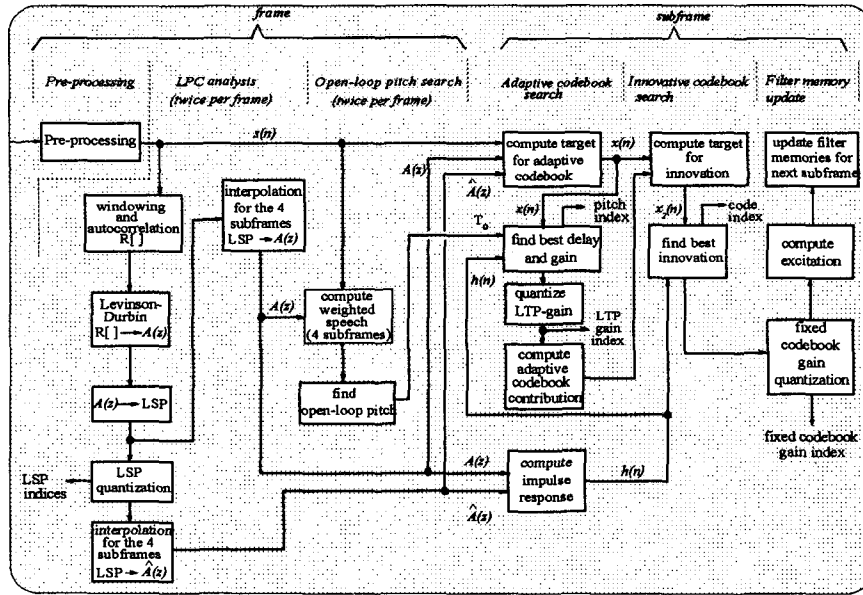 frame
subframe
Pre-processing
LPC analysis
(twice per frame)
Open-loop pitch search
(twice per frame)
Adaptive codebook
search
Innovative codebook
search
Filter memory
update
Pre-processing
s(n)
windowing
and
autocorrelation
R[ ]
Levinson-
Durbin
R[ ] → A(z)
A(z) → LSP
LSP
quantization
LSP
indices
interpolation
for the 4
subframes
LSP → Â(z)
interpolation
for the 4
subframes
LSP → A(z)
A(z)
compute
weighted
speech
(4 subframes)
find
open-loop pitch
A(z)
Â(z)
compute target
for adaptive
codebook
x(n)
x(n)
pitch
index
T₀
find best delay
and gain
h(n)
quantize
LTP-gain
LTP
gain
index
compute
adaptive
codebook
contribution
A(z)
Â(z)
compute
impulse
response
h(n)
compute target
for
innovation
x₂(n)
code
index
find best
innovation
update filter
memories for
next subframe
compute
excitation
fixed
codebook
gain
quantization
fixed codebook
gain index